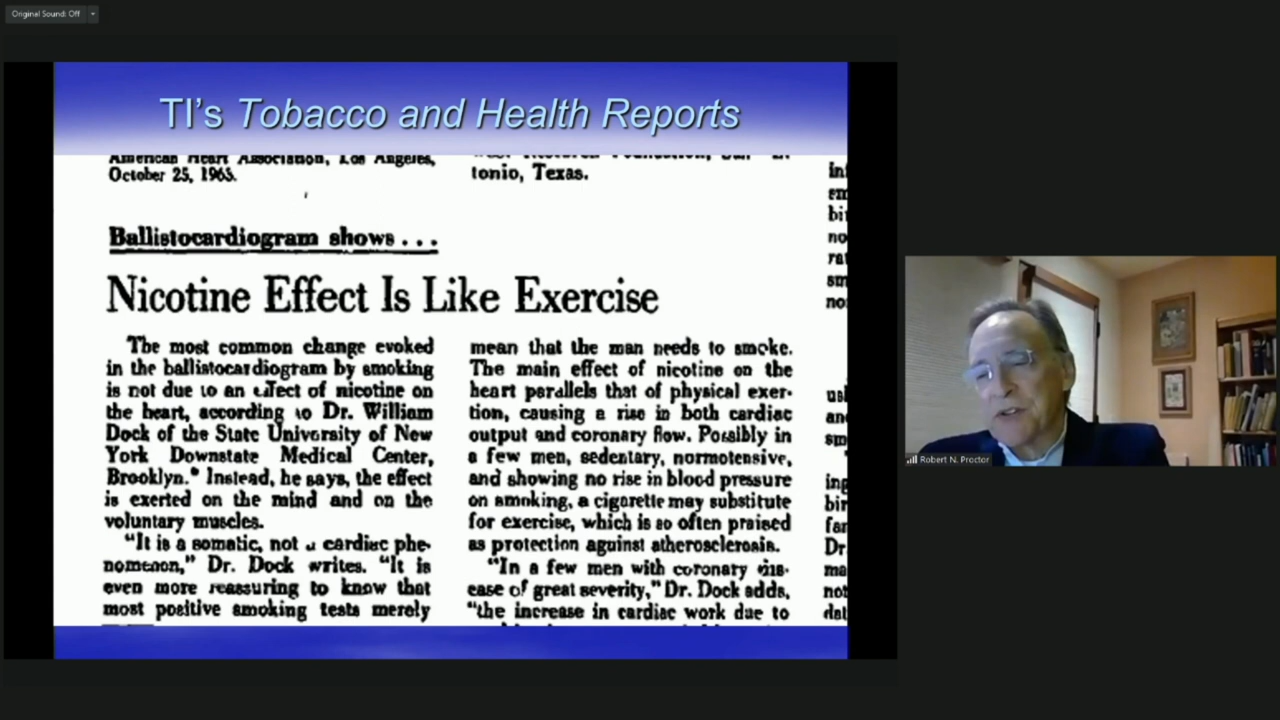 Original Sound: Off
TI's Tobacco and Health Reports
American Heart Association, Los Angeles,
October 25, 1963.
tonio, Texas.
Ballistocardiogram shows . . .
Nicotine Effect Is Like Exercise
The most common change evoked
in the ballistocardiogram by smoking
is not due to an effect of nicotine on
the heart, according to Dr. William
Dock of the State University of New
York Downstate Medical Center,
Brooklyn.* Instead, he says, the effect
is exerted on the mind and on the
voluntary muscles.
"It is a somatic, not a cardiac phe-
nomenon," Dr. Dock writes. "It is
even more reassuring to know that
most positive smoking tests merely
mean that the man needs to smoke.
The main effect of nicotine on the
heart parallels that of physical exer-
tion, causing a rise in both cardiac
output and coronary flow. Possibly in
a few men, sedentary, normotensive,
and showing no rise in blood pressure
on smoking, a cigarette may substitute
for exercise, which is so often praised
as protection against atherosclerosis.
"In a few men with coronary dis-
ease of great severity," Dr. Dock adds,
"the increase in cardiac work due to
Robert N. Proctor